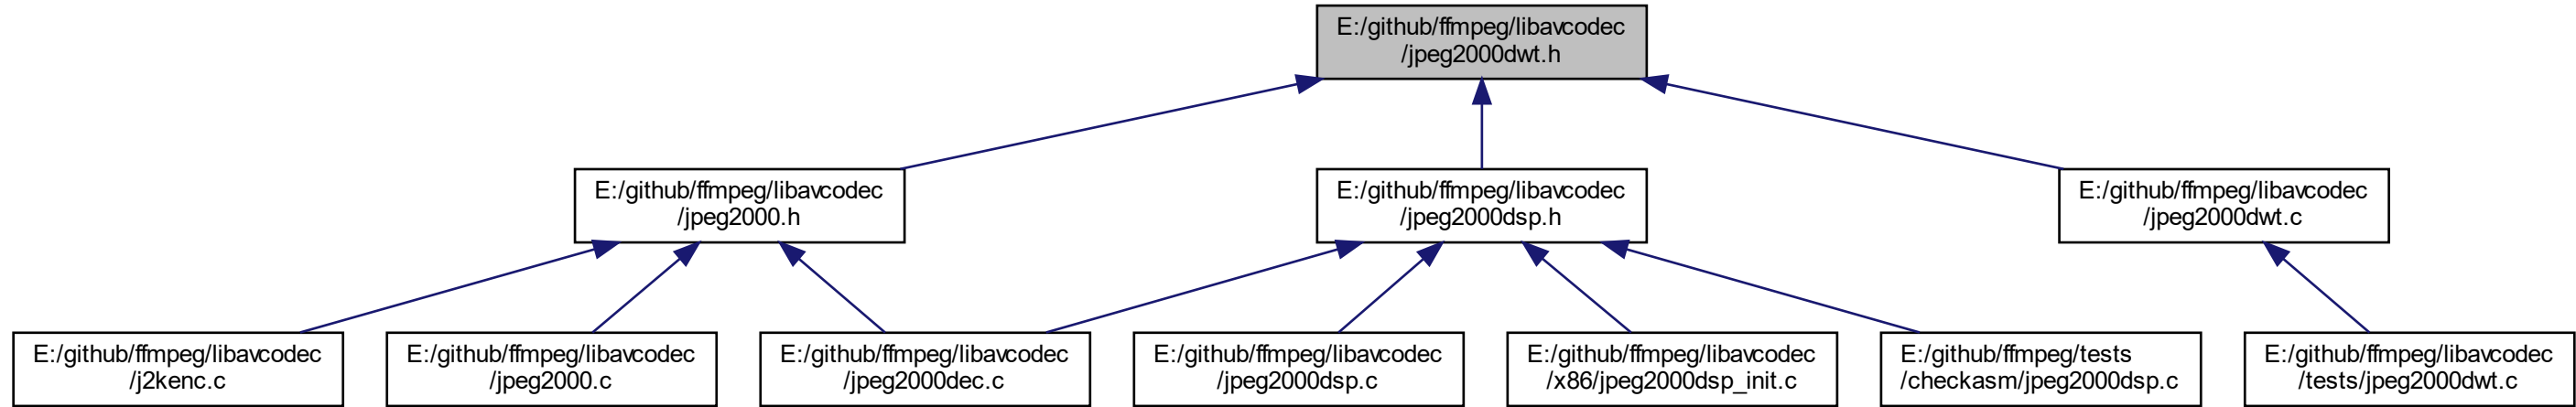 E:/github/ffmpeg/libavcodec
/jpeg2000dwt.h
E:/github/ffmpeg/libavcodec
/jpeg2000.h
E:/github/ffmpeg/libavcodec
/jpeg2000dsp.h
E:/github/ffmpeg/libavcodec
/jpeg2000dwt.c
E:/github/ffmpeg/libavcodec
/j2kenc.c
E:/github/ffmpeg/libavcodec
/jpeg2000.c
E:/github/ffmpeg/libavcodec
/jpeg2000dec.c
E:/github/ffmpeg/libavcodec
/jpeg2000dsp.c
E:/github/ffmpeg/libavcodec
/x86/jpeg2000dsp_init.c
E:/github/ffmpeg/tests
/checkasm/jpeg2000dsp.c
E:/github/ffmpeg/libavcodec
/tests/jpeg2000dwt.c